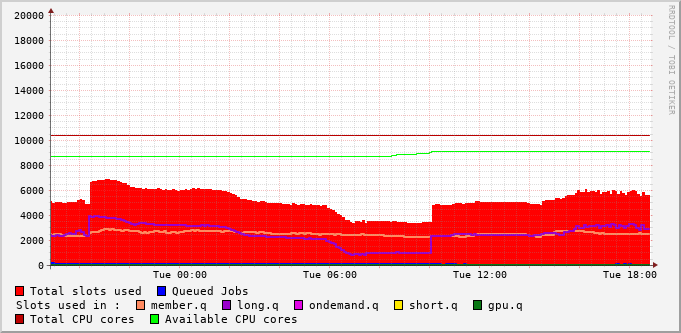 20000
18000
16000
14000
12000
10000
8000
6000
4000
2000
0
Tue 00:00 Tue 06:00 Tue 12:00 Tue 18:00
Total slots used Queued Jobs
Slots used in : member.q long.q ondemand.q short.q gpu.q
Total CPU cores Available CPU cores
RRDTOOL / TOBI OETIKER